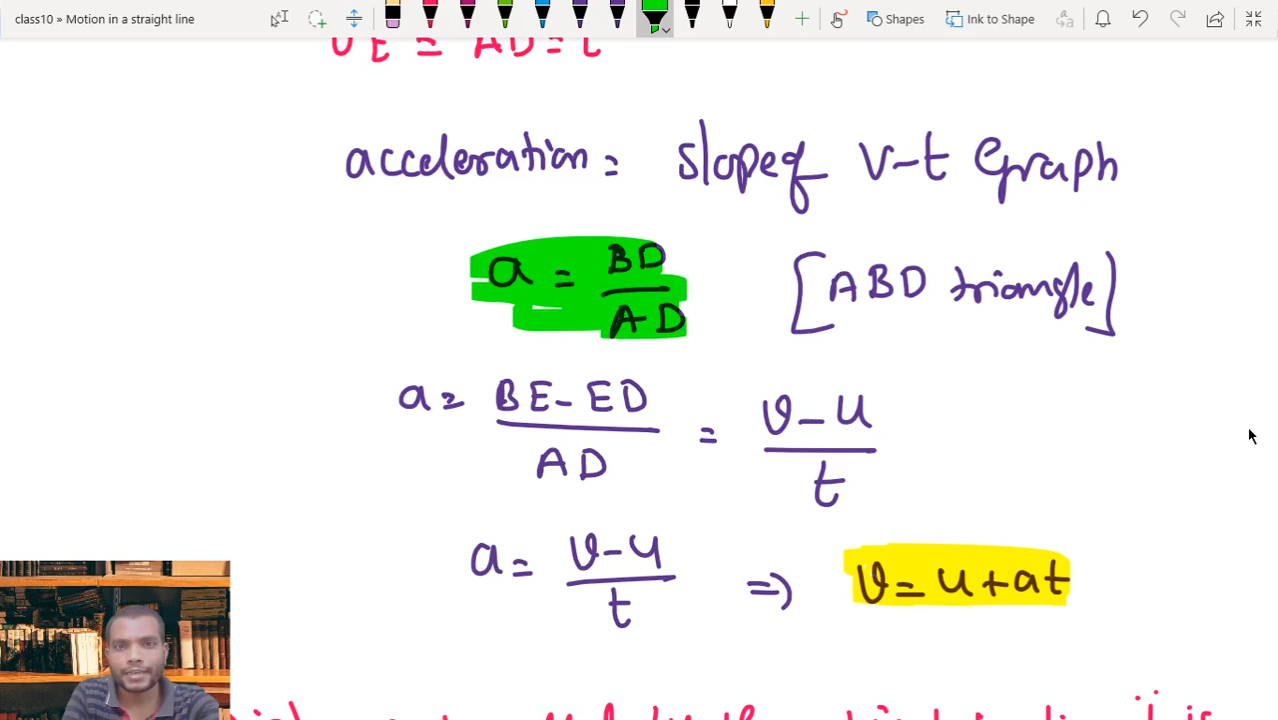 class10 » Motion in a straight line
Shapes
Ink to Shape
acceleration = slope of v-t Graph
a = BD/AD [ABD triangle]
a = (BE - ED)/AD = (v - u)/t
a = (v - u)/t => v = u + at